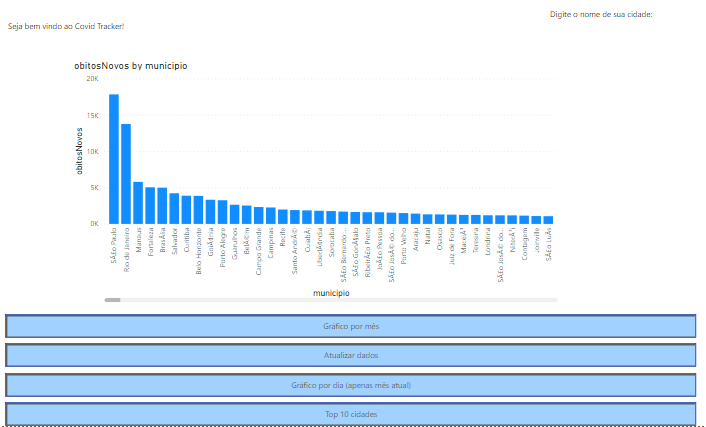 Digite o nome de sua cidade:
Seja bem vindo ao Covid Tracker!
obitosNovos by municipio
obitosNovos
20K
15K
10K
5K
0K
SÃ£o Paulo
Rio de Janeiro
Manaus
Fortaleza
BrasÃ­lia
Salvador
Curitiba
Belo Horizonte
GoiÃ¢nia
Porto Alegre
Guarulhos
BelÃ©m
Campo Grande
Campinas
Recife
Santo AndrÃ©
CuiabÃ¡
UberlÃ¢ndia
Sorocaba
SÃ£o Bernardo ...
SÃ£o GonÃ§alo
RibeirÃ£o Preto
JoÃ£o Pessoa
SÃ£o JosÃ© do...
Porto Velho
Aracaju
Natal
Osasco
Juiz de Fora
MaceiÃ³
Teresina
Londrina
SÃ£o JosÃ© do...
NiterÃ³i
Contagem
Joinville
SÃ£o LuÃ­s
municipio
Gráfico por mês
Atualizar dados
Gráfico por dia (apenas mês atual)
Top 10 cidades